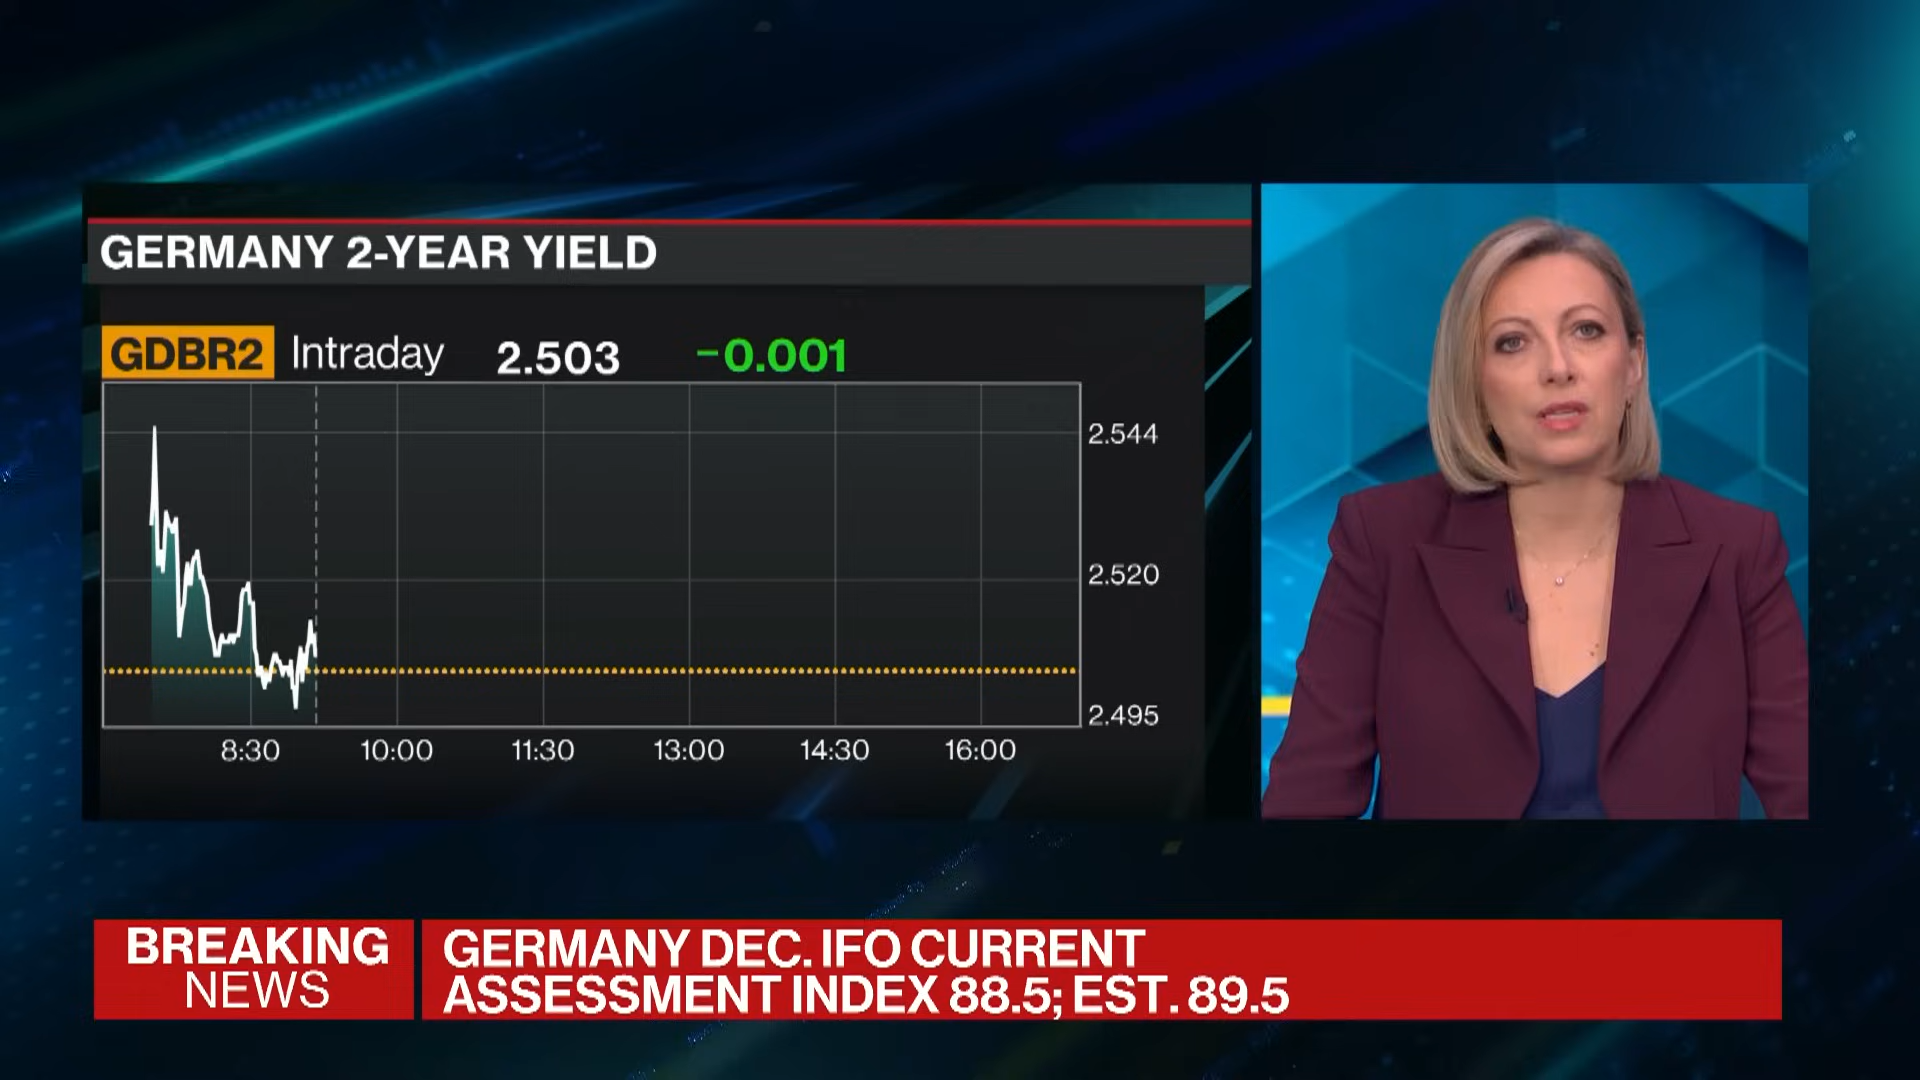 GERMANY 2-YEAR YIELD
GDBR2 Intraday 2.503 -0.001
2.544
2.520
2.495
8:30 10:00 11:30 13:00 14:30 16:00
BREAKING
NEWS
GERMANY DEC. IFO CURRENT
ASSESSMENT INDEX 88.5; EST. 89.5